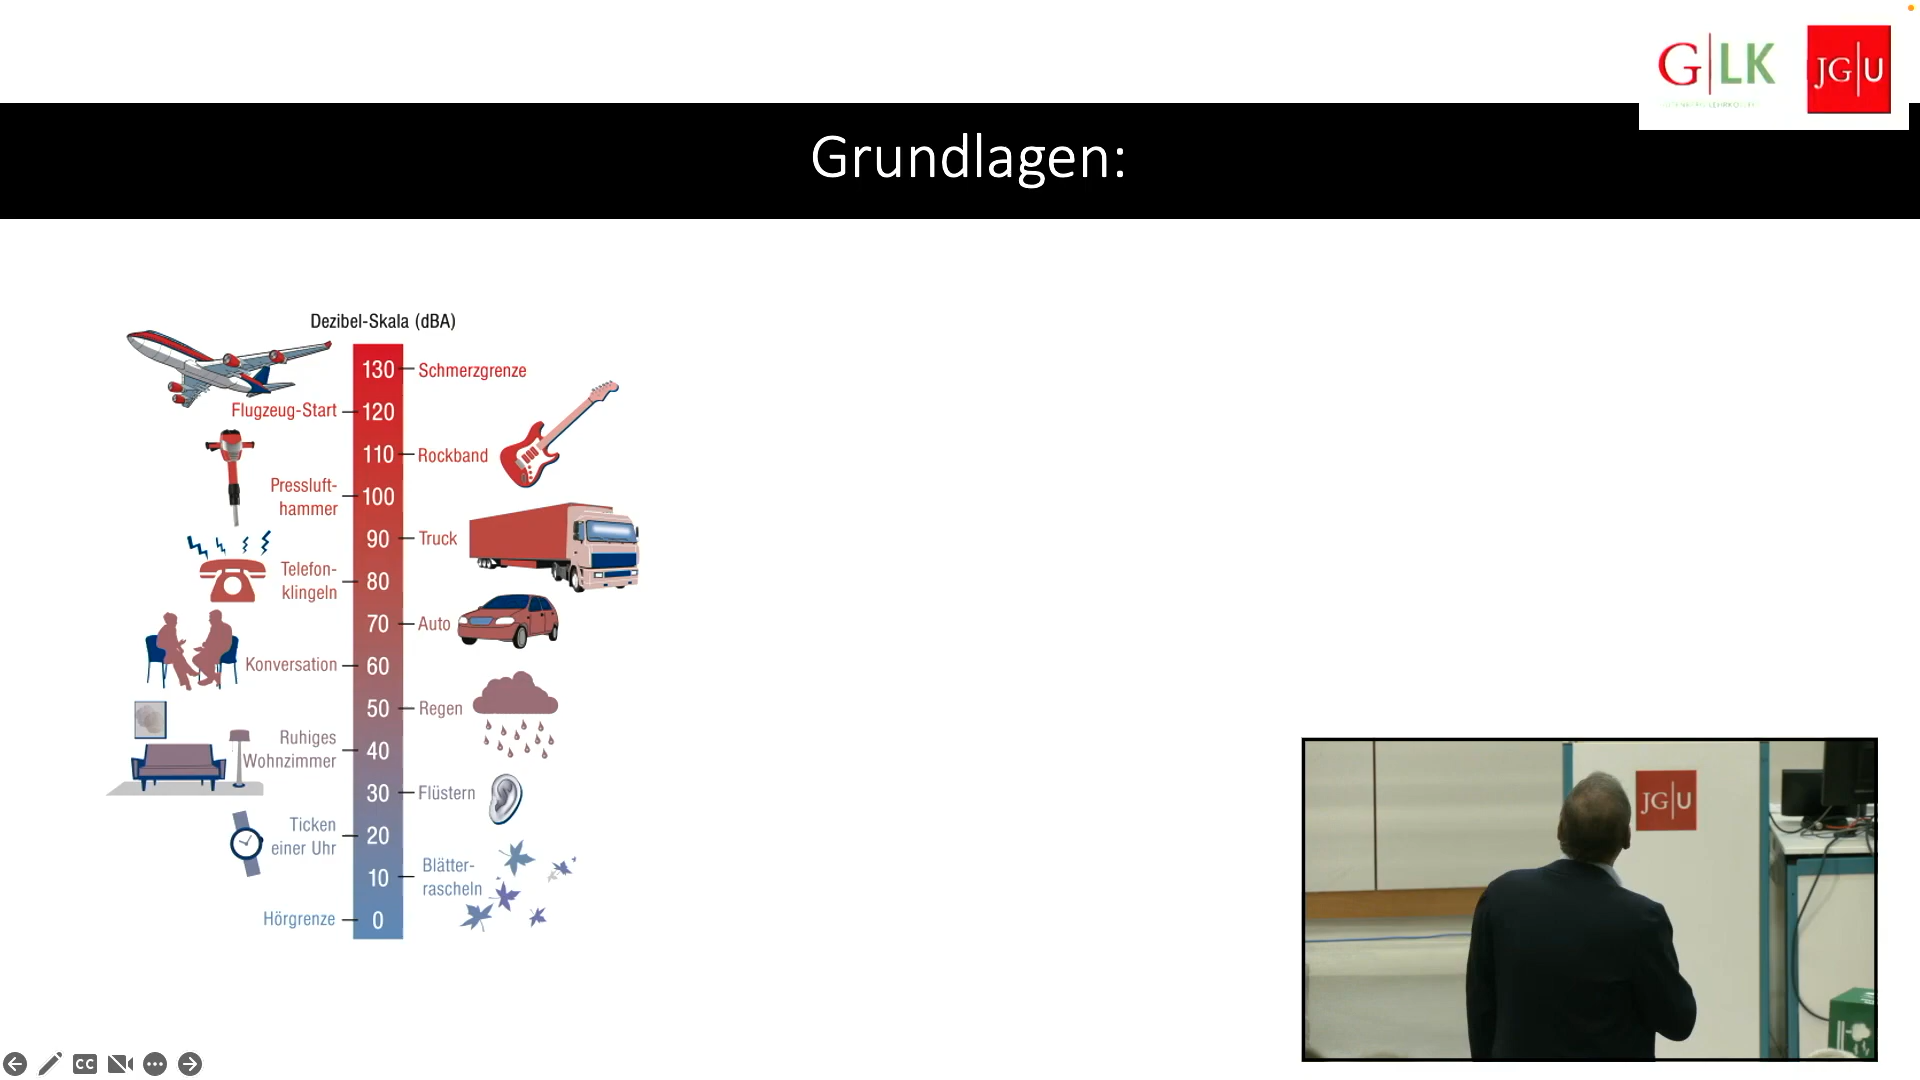 G|LK
JG|U
Grundlagen:
Dezibel-Skala (dBA)
130 Schmerzgrenze
Flugzeug-Start 120
110 Rockband
Pressluft-
hammer 100
90 Truck
Telefon-
klingeln 80
70 Auto
Konversation 60
50 Regen
Ruhiges
Wohnzimmer 40
30 Flüstern
Ticken
einer Uhr 20
10 Blätter-
rascheln
Hörgrenze 0
JG|U
CC